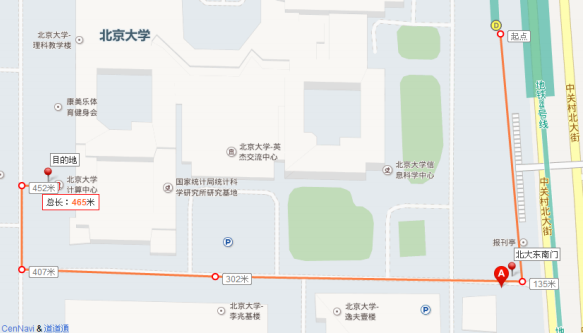 D
起点
北京大学-
理科教学楼
北京大学
康美乐体
育健身会
地铁4号线
中关村北大街
目的地
北京大学
计算中心
452米
总长：465米
北京大学-英
杰交流中心
国家统计局统计科
学研究所研究基地
北京大学信
息科学中心
中关村北大街
P
报刊亭
北大东南门
A
407米
302米
135米
北京大学-
李兆基楼
北京大学-
逸夫壹楼
P
CenNavi & 道道通